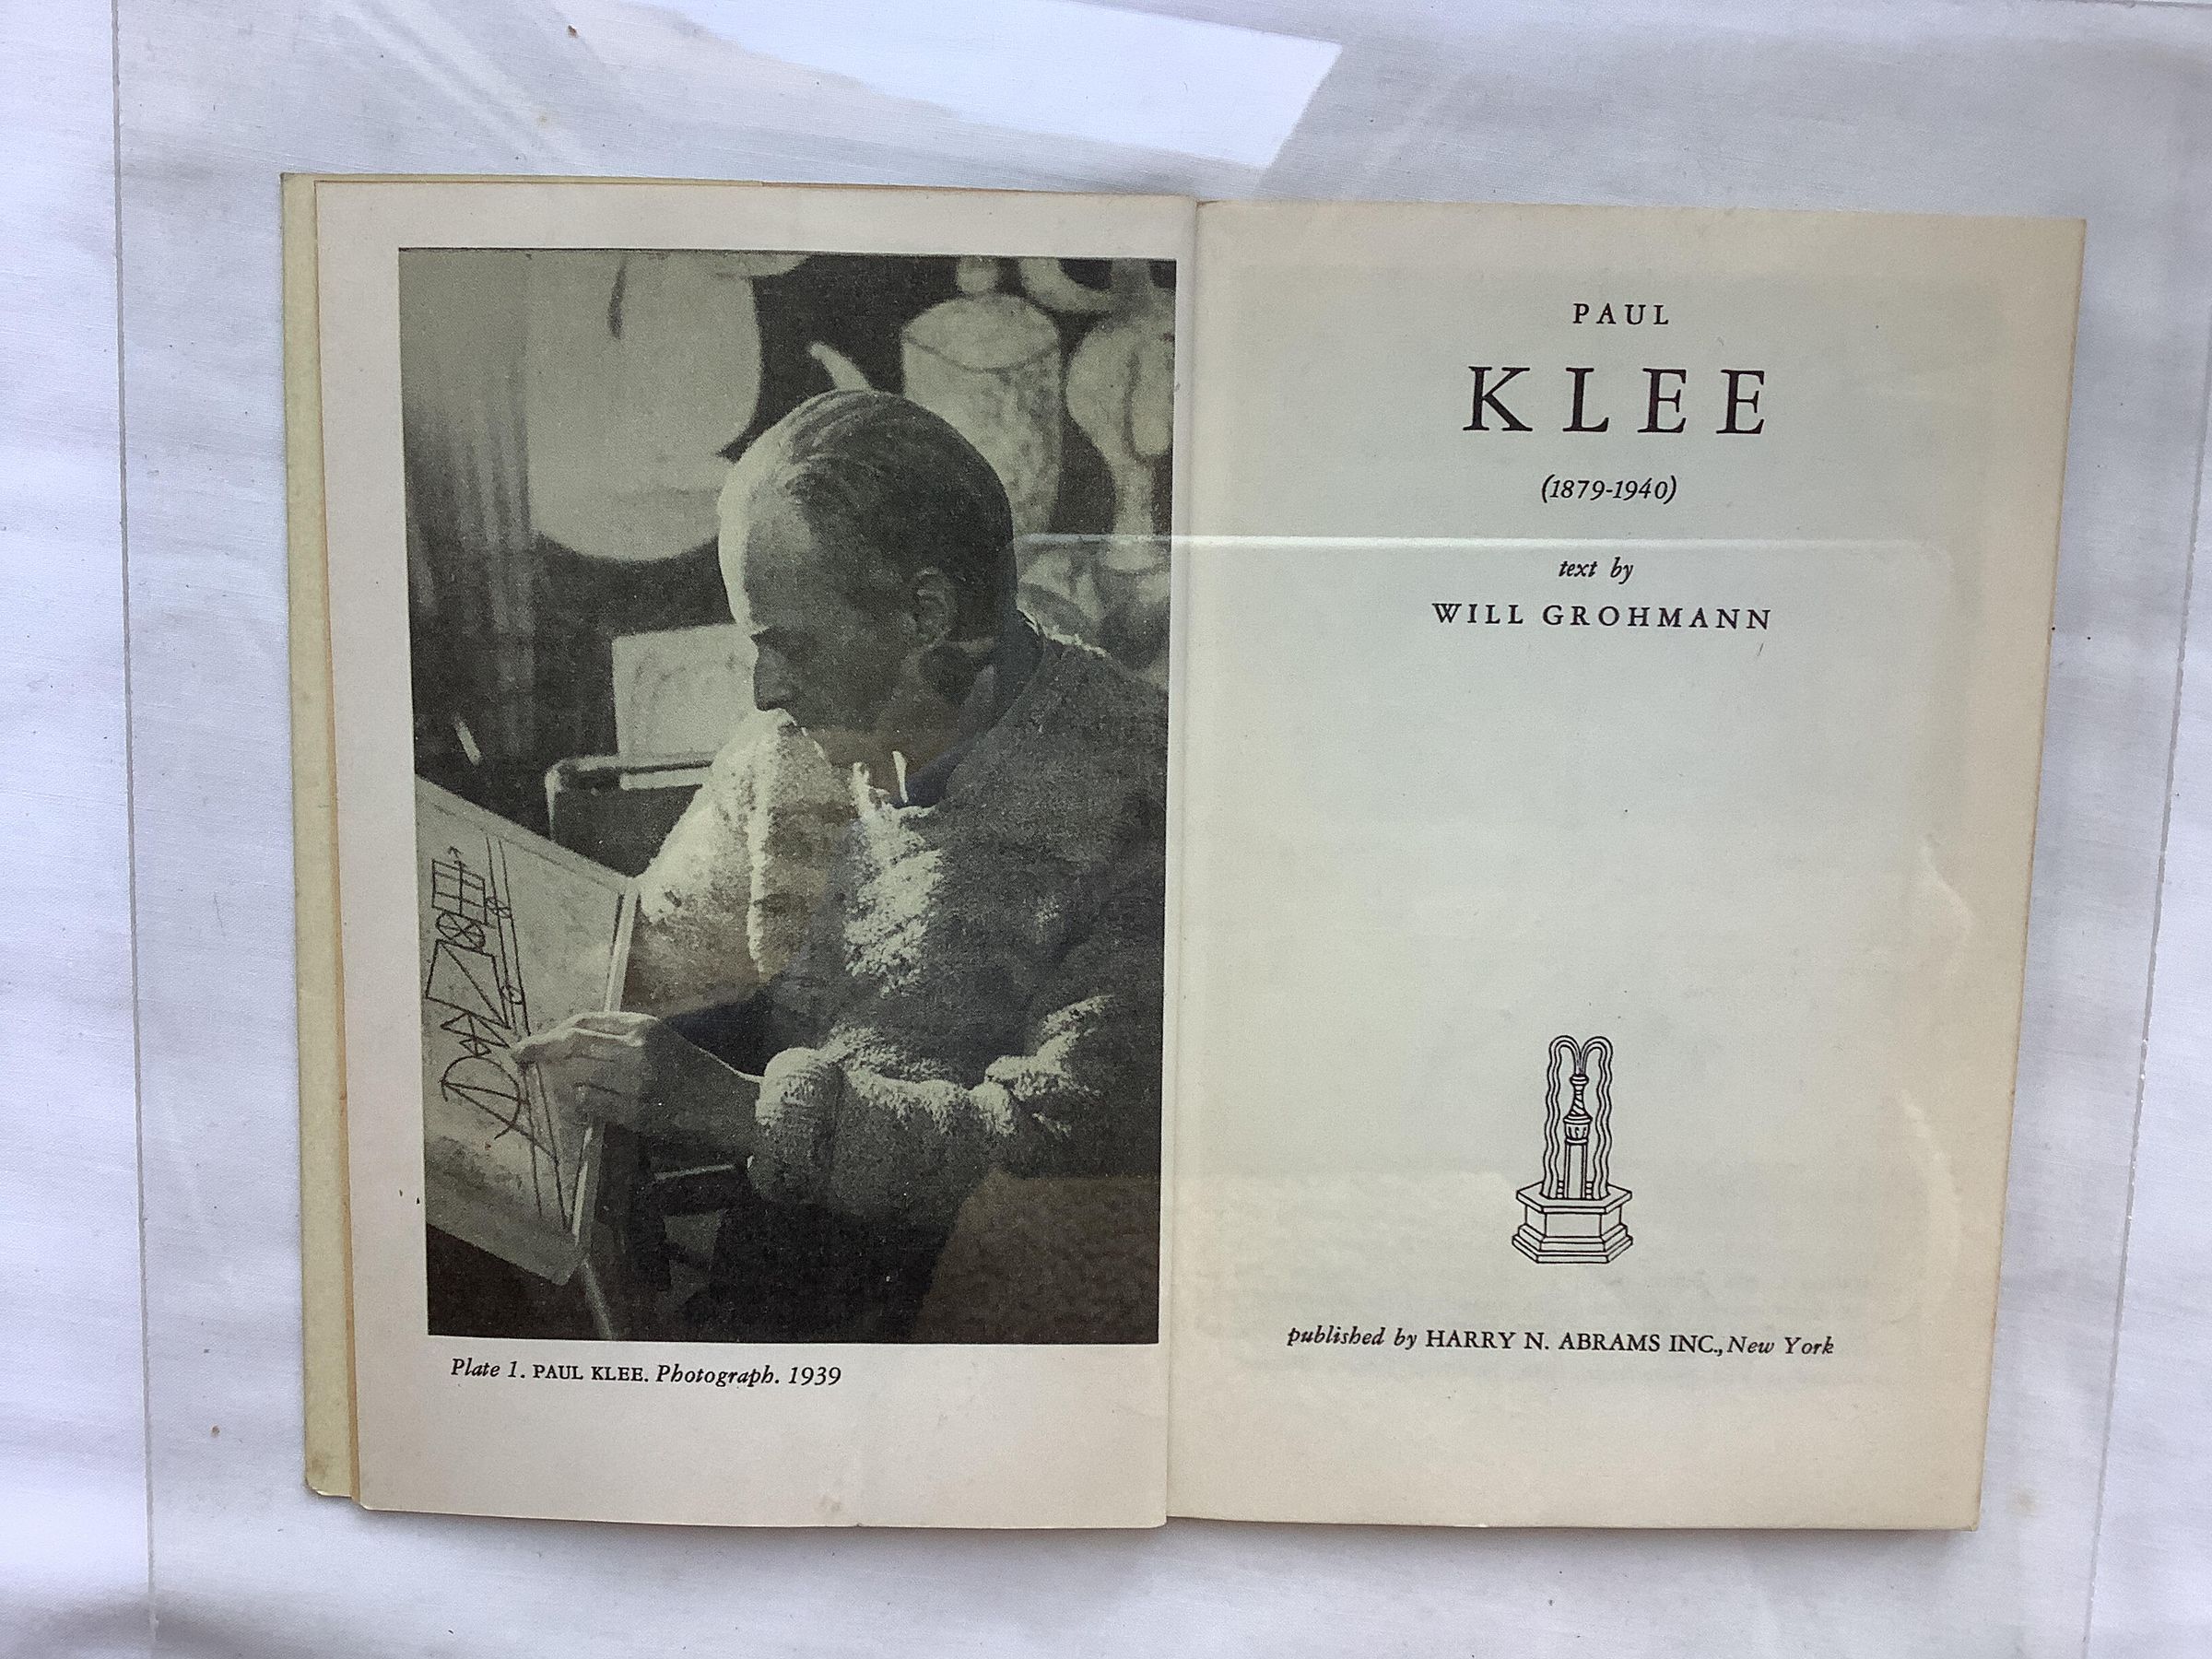 Plate 1. PAUL KLEE. Photograph. 1939
PAUL
KLEE
(1879-1940)
text by
WILL GROHMANN
published by HARRY N. ABRAMS INC., New York